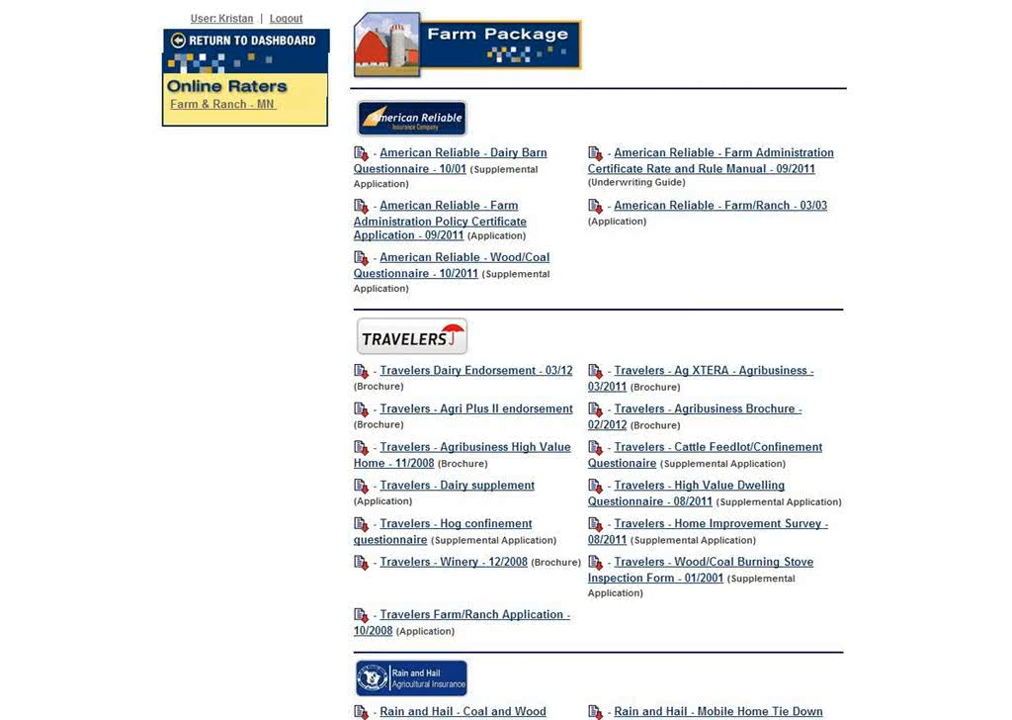 User: Kristan | Logout
RETURN TO DASHBOARD
Online Raters
Farm & Ranch - MN
Farm Package
American Reliable
Insurance Company
- American Reliable - Dairy Barn
Questionnaire - 10/01 (Supplemental
Application)
- American Reliable - Farm Administration
Certificate Rate and Rule Manual - 09/2011
(Underwriting Guide)
- American Reliable - Farm
Administration Policy Certificate
Application - 09/2011 (Application)
- American Reliable - Farm/Ranch - 03/03
(Application)
- American Reliable - Wood/Coal
Questionnaire - 10/2011 (Supplemental
Application)
TRAVELERS
- Travelers Dairy Endorsement - 03/12
(Brochure)
- Travelers - Ag XTERA - Agribusiness -
03/2011 (Brochure)
- Travelers - Agri Plus II endorsement
(Brochure)
- Travelers - Agribusiness Brochure -
02/2012 (Brochure)
- Travelers - Agribusiness High Value
Home - 11/2008 (Brochure)
- Travelers - Cattle Feedlot/Confinement
Questionaire (Supplemental Application)
- Travelers - Dairy supplement
(Application)
- Travelers - High Value Dwelling
Questionnaire - 08/2011 (Supplemental Application)
- Travelers - Hog confinement
questionnaire (Supplemental Application)
- Travelers - Home Improvement Survey -
08/2011 (Supplemental Application)
- Travelers - Winery - 12/2008 (Brochure)
- Travelers - Wood/Coal Burning Stove
Inspection Form - 01/2001 (Supplemental
Application)
- Travelers Farm/Ranch Application -
10/2008 (Application)
Rain and Hail
Agricultural Insurance
- Rain and Hail - Coal and Wood
- Rain and Hail - Mobile Home Tie Down